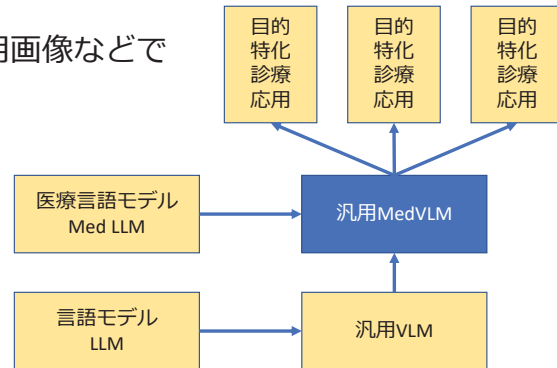 用画像などで
目的
特化
診療
応用
目的
特化
診療
応用
目的
特化
診療
応用
医療言語モデル
Med LLM
汎用MedVLM
言語モデル
LLM
汎用VLM